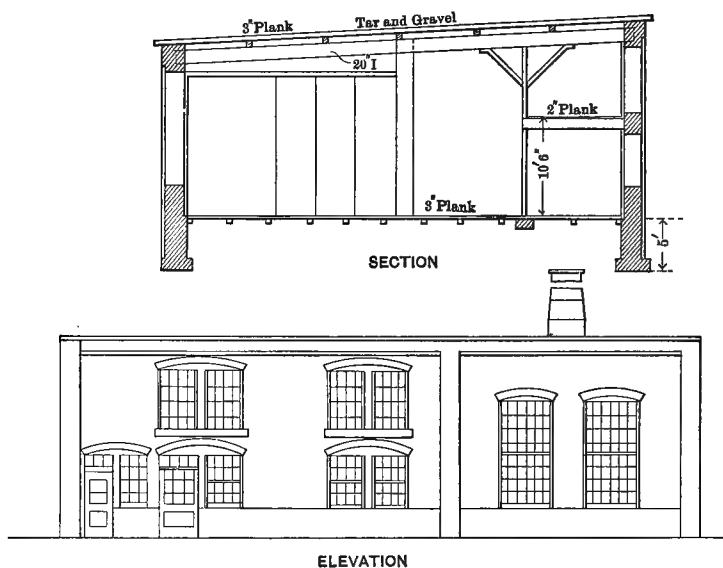 3" Plank
Tar and Gravel
20" I
2" Plank
10'6"
3" Plank
5'
SECTION
ELEVATION